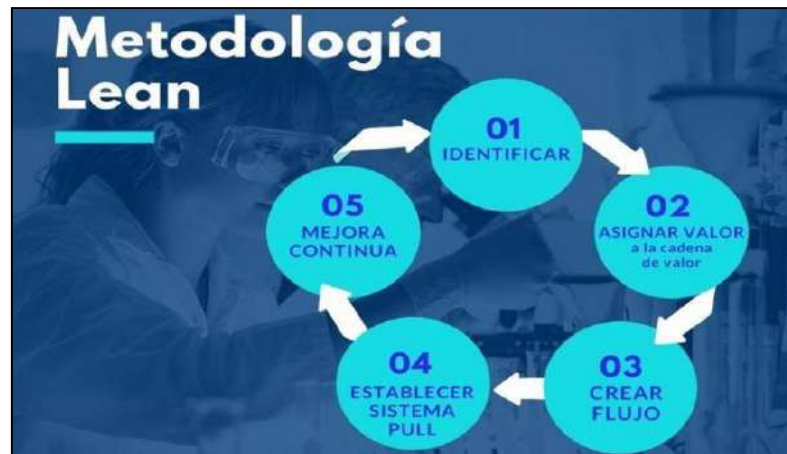 Metodología
Lean
01
IDENTIFICAR
02
ASIGNAR VALOR
a la cadena
de valor
03
CREAR
FLUJO
04
ESTABLECER
SISTEMA
PULL
05
MEJORA
CONTINUA